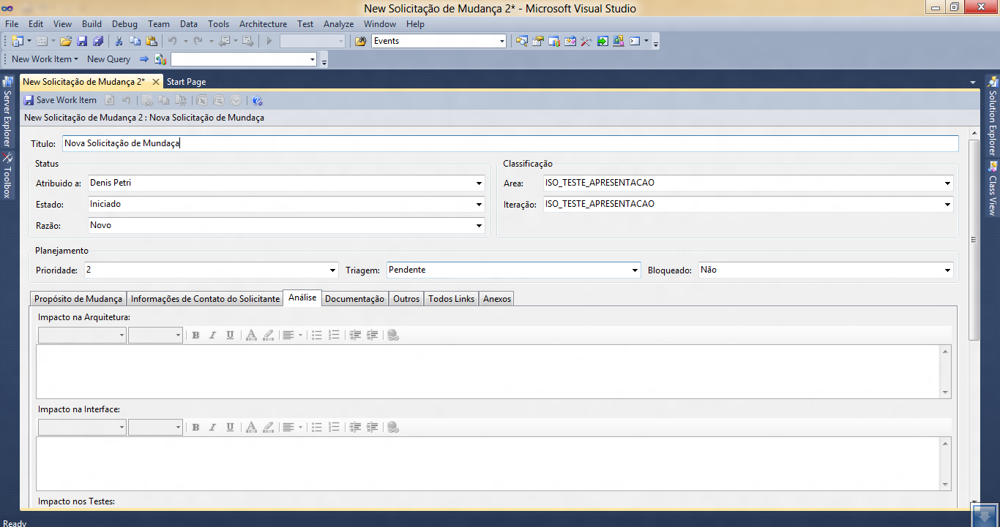 New Solicitação de Mudança 2* - Microsoft Visual Studio
File Edit View Build Debug Team Data Tools Architecture Test Analyze Window Help
Events
New Work Item New Query
New Solicitação de Mudança 2* Start Page
Save Work Item
New Solicitação de Mudança 2 : Nova Solicitação de Mundaça
Titulo: Nova Solicitação de Mundaça
Status Classificação
Atribuido a: Denis Petri Area: ISO_TESTE_APRESENTACAO
Estado: Iniciado Iteração: ISO_TESTE_APRESENTACAO
Razão: Novo
Planejamento
Prioridade: 2 Triagem: Pendente Bloqueado: Não
Propósito de Mudança Informações de Contato do Solicitante Análise Documentação Outros Todos Links Anexos
Impacto na Arquitetura:
B I U A
Impacto na Interface:
B I U A
Impacto nos Testes:
Ready
Server Explorer
Toolbox
Solution Explorer
Class View